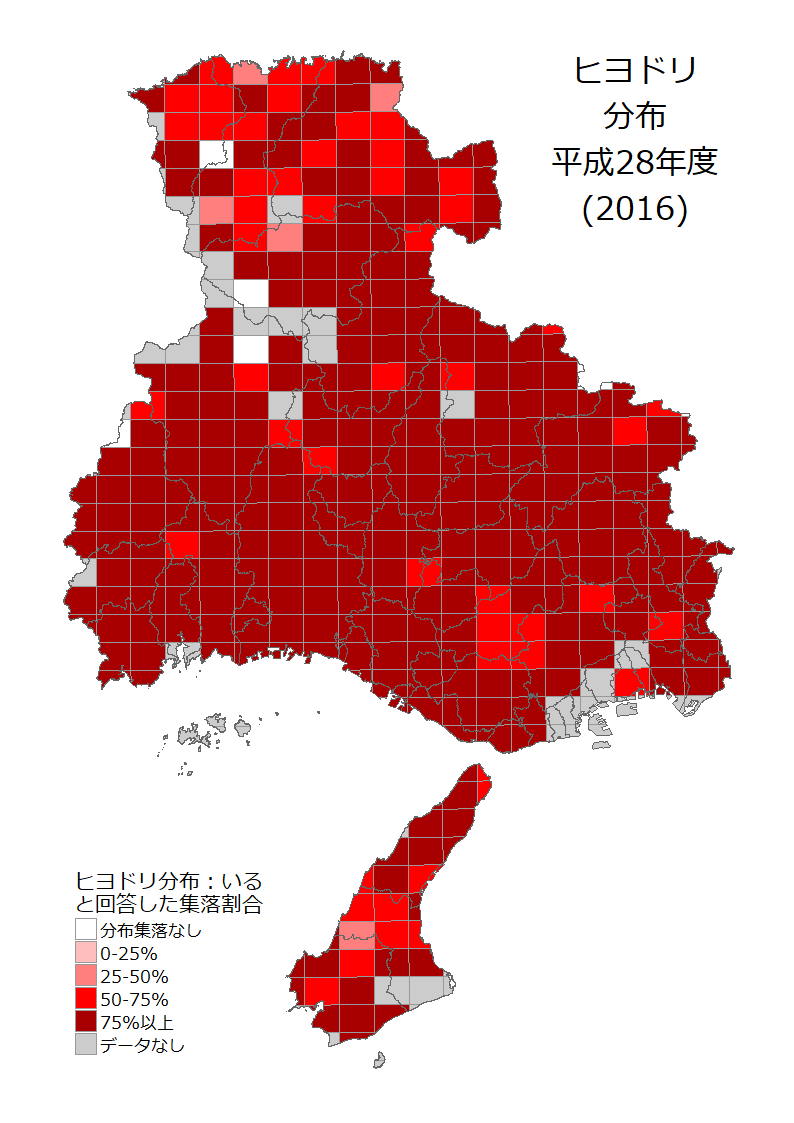 ヒヨドリ
分布
平成28年度
(2016)
ヒヨドリ分布：いる
と回答した集落割合
分布集落なし
0-25%
25-50%
50-75%
75%以上
データなし